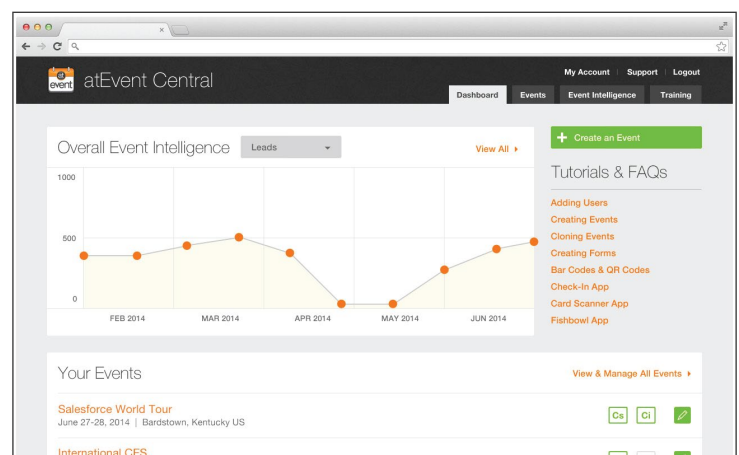 at
event
atEvent Central
My Account | Support | Logout
Dashboard Events Event Intelligence Training
Overall Event Intelligence
Leads
View All
1000
500
0
FEB 2014 MAR 2014 APR 2014 MAY 2014 JUN 2014
+ Create an Event
Tutorials & FAQs
Adding Users
Creating Events
Cloning Events
Creating Forms
Bar Codes & QR Codes
Check-In App
Card Scanner App
Fishbowl App
Your Events
View & Manage All Events
Salesforce World Tour
June 27-28, 2014 | Bardstown, Kentucky US
Cs Ci
International CES